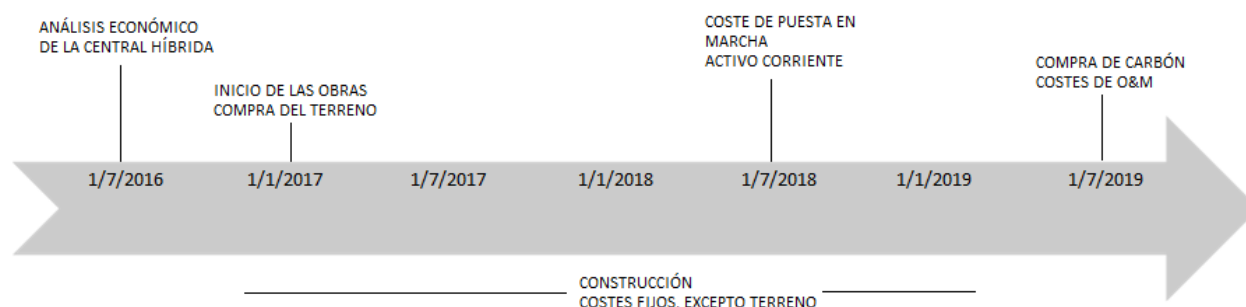 ANÁLISIS ECONÓMICO
DE LA CENTRAL HÍBRIDA
INICIO DE LAS OBRAS
COMPRA DEL TERRENO
COSTE DE PUESTA EN
MARCHA
ACTIVO CORRIENTE
COMPRA DE CARBÓN
COSTES DE O&M
1/7/2016
1/1/2017
1/7/2017
1/1/2018
1/7/2018
1/1/2019
1/7/2019
CONSTRUCCIÓN
COSTES FIJOS, EXCEPTO TERRENO